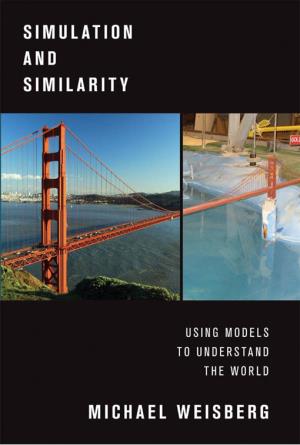 SIMULATION
AND
SIMILARITY
USING MODELS
TO UNDERSTAND
THE WORLD
MICHAEL WEISBERG